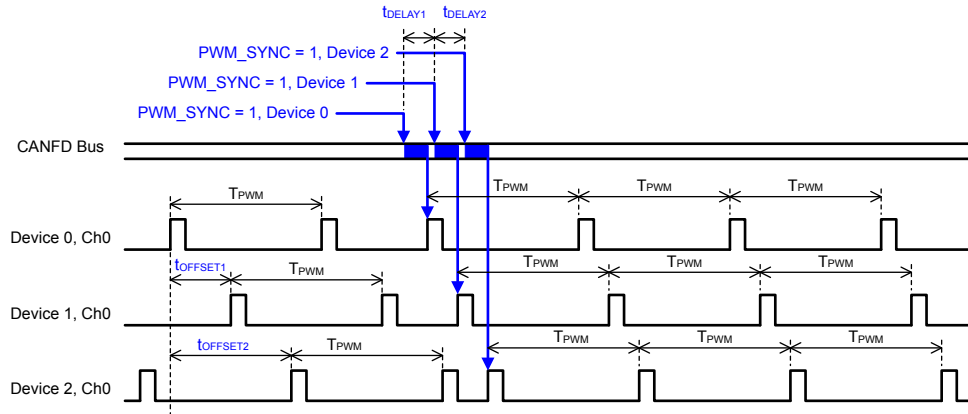 tDELAY1 tDELAY2
PWM_SYNC = 1, Device 2
PWM_SYNC = 1, Device 1
PWM_SYNC = 1, Device 0
CANFD Bus
TPWM TPWM TPWM TPWM
Device 0, Ch0
tOFFSET1 TPWM TPWM TPWM TPWM
Device 1, Ch0
tOFFSET2 TPWM TPWM TPWM TPWM
Device 2, Ch0